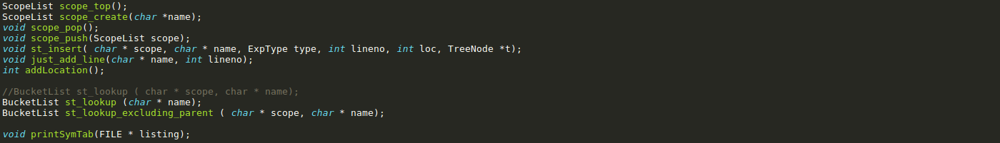 ScopeList scope_top();
ScopeList scope_create(char *name);
void scope_pop();
void scope_push(ScopeList scope);
void st_insert( char * scope, char * name, ExpType type, int lineno, int loc, TreeNode *t);
void just_add_line(char * name, int lineno);
int addLocation();
//BucketList st_lookup ( char * scope, char * name);
BucketList st_lookup (char * name);
BucketList st_lookup_excluding_parent ( char * scope, char * name);
void printSymTab(FILE * listing);